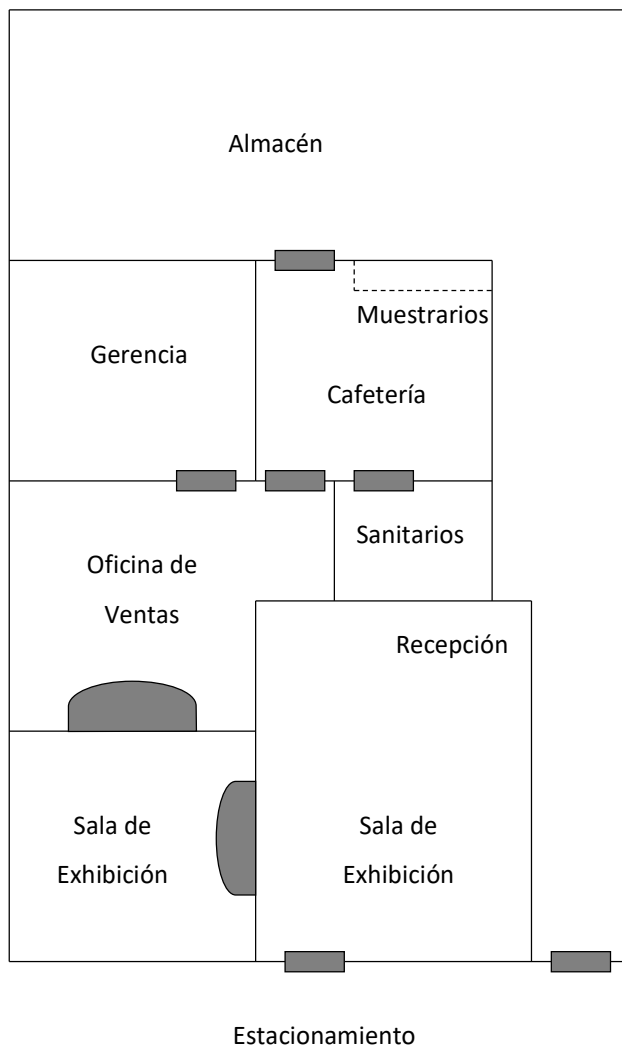 Almacén
Muestrarios
Gerencia
Cafetería
Sanitarios
Oficina de
Ventas
Recepción
Sala de
Exhibición
Sala de
Exhibición
Estacionamiento